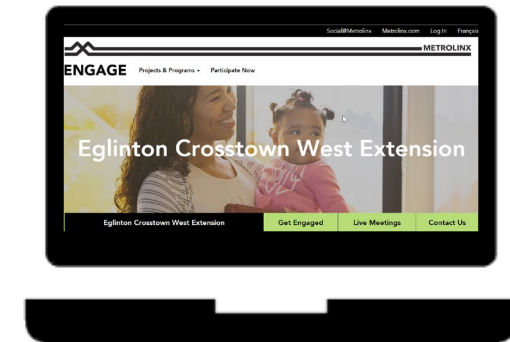 Social@Metrolinx Metrolinx.com Log In Français
METROLINX
ENGAGE Projects & Programs Participate Now
Eglinton Crosstown West Extension
Eglinton Crosstown West Extension Get Engaged Live Meetings Contact Us